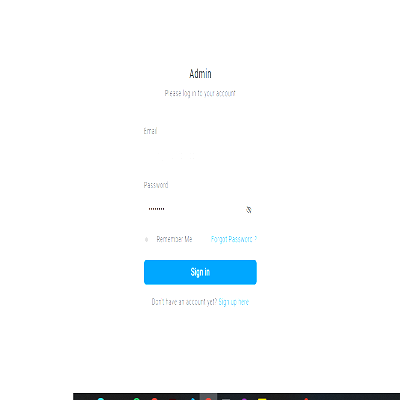 Admin
Please log in to your account
Email
Password
••••••••
Remember Me Forgot Password ?
Sign in
Don't have an account yet? Sign up here